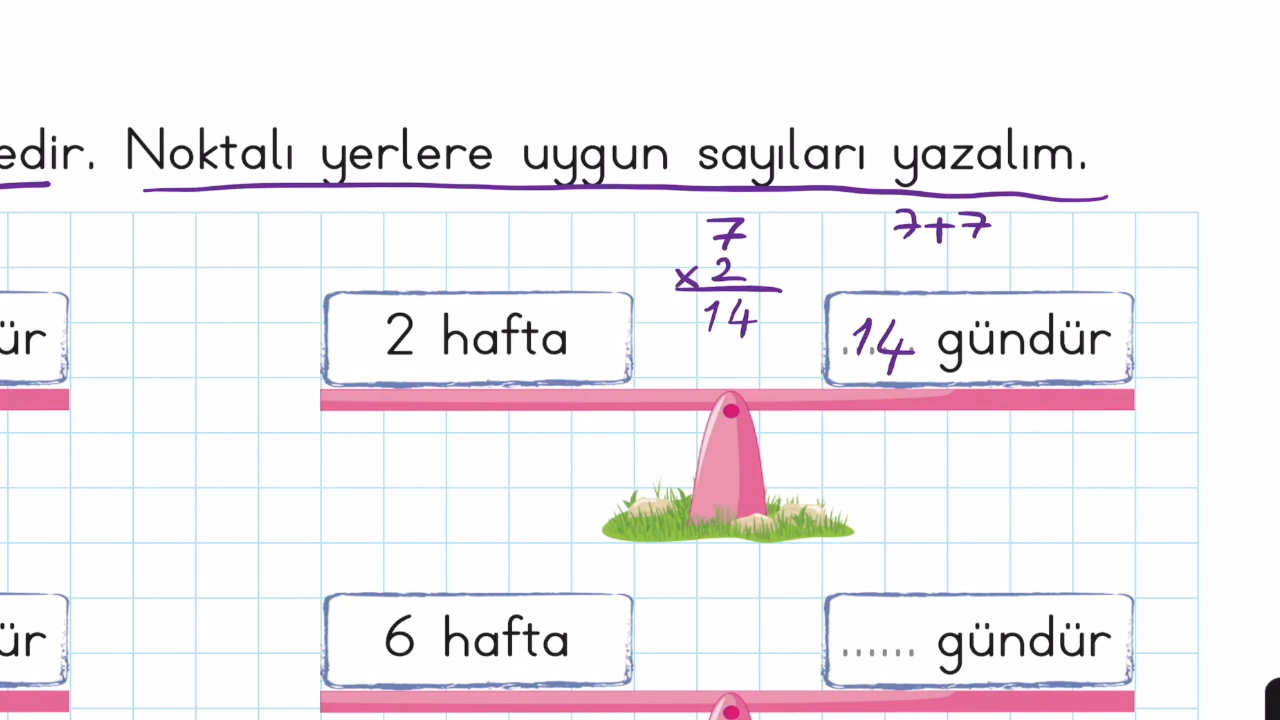 edir. Noktalı yerlere uygun sayıları yazalım.
7
7+7
x 2
14
ür
2 hafta
14 gündür
ür
6 hafta
...... gündür